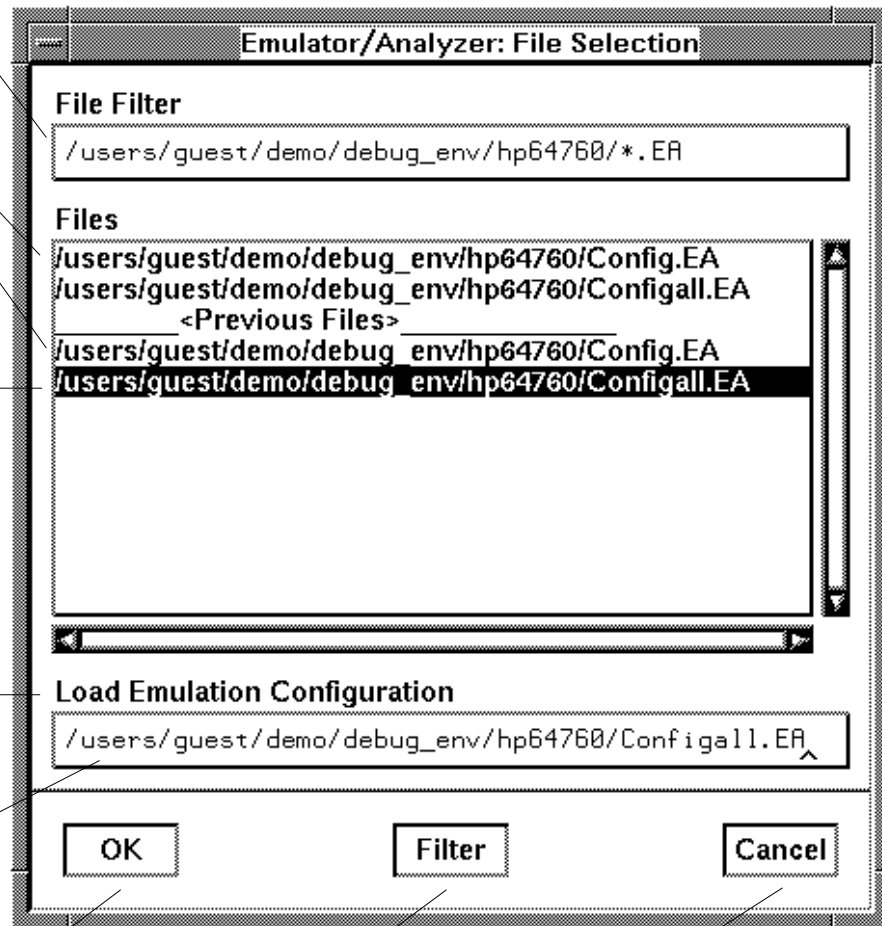 Emulator/Analyzer: File Selection
File Filter
/users/guest/demo/debug_env/hp64760/*.EA
Files
/users/guest/demo/debug_env/hp64760/Config.EA
/users/guest/demo/debug_env/hp64760/Configall.EA
________<Previous Files>______________
/users/guest/demo/debug_env/hp64760/Config.EA
/users/guest/demo/debug_env/hp64760/Configall.EA
Load Emulation Configuration
/users/guest/demo/debug_env/hp64760/Configall.EA
OK Filter Cancel